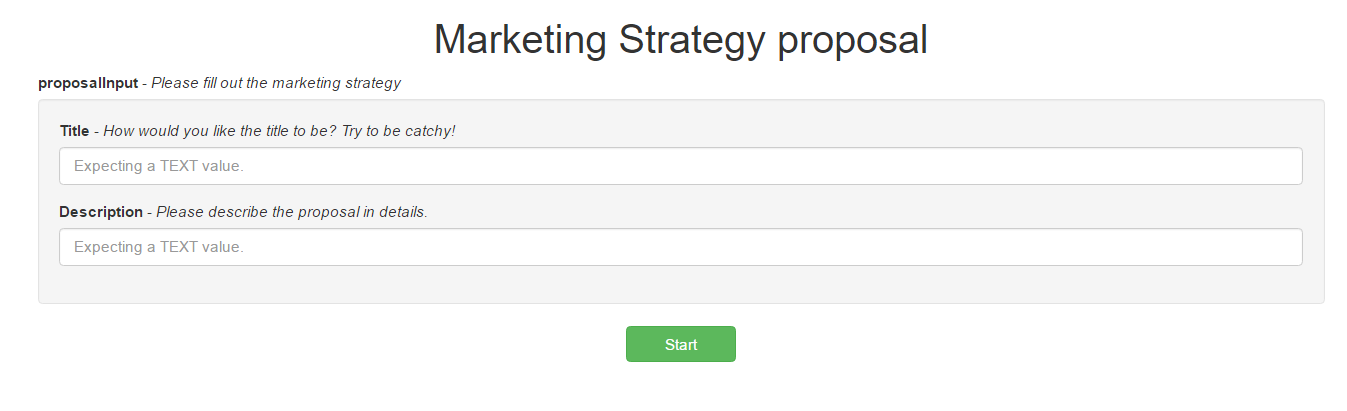 Marketing Strategy proposal
proposalInput - Please fill out the marketing strategy
Title - How would you like the title to be? Try to be catchy!
Expecting a TEXT value.
Description - Please describe the proposal in details.
Expecting a TEXT value.
Start